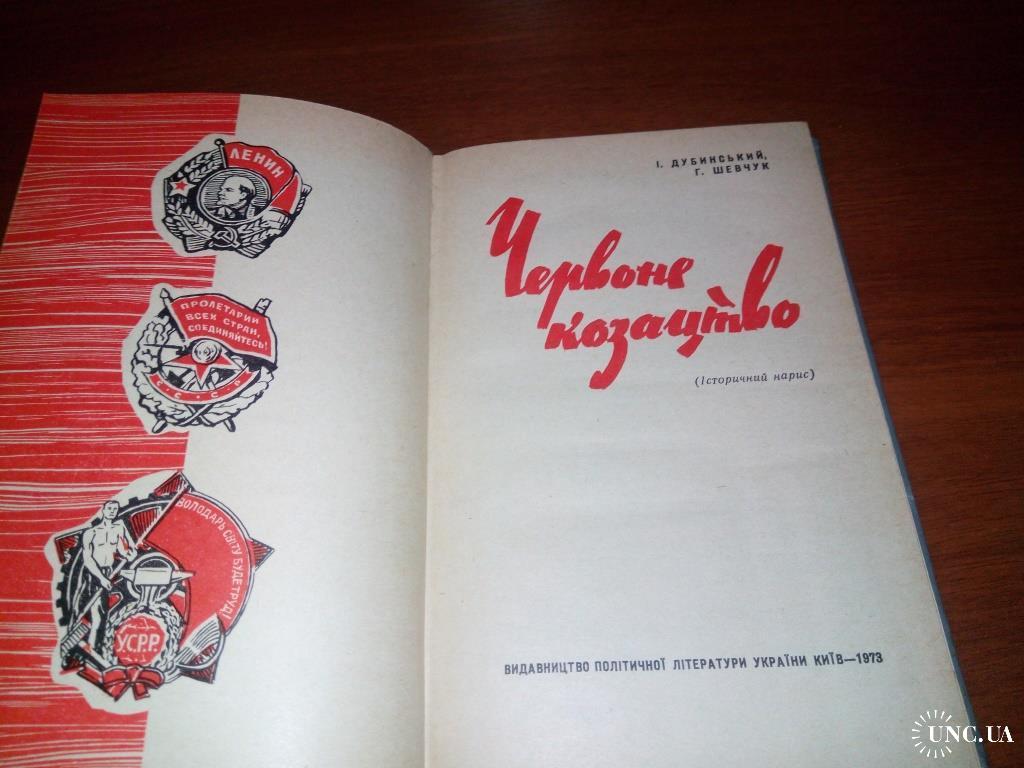 ЛЕНИН
ПРОЛЕТАРИИ
ВСЕХ СТРАН,
СОЕДИНЯЙТЕСЬ!
С.С.С.Р
ВОЛОДАРЬ СВІТУ БУДЕ ТРУД!
У.С.Р.Р.
І. ДУБИНСЬКИЙ,
Г. ШЕВЧУК
Червоне
козацтво
(Історичний нарис)
ВИДАВНИЦТВО ПОЛІТИЧНОЇ ЛІТЕРАТУРИ УКРАЇНИ КИЇВ—1973
UNC.UA